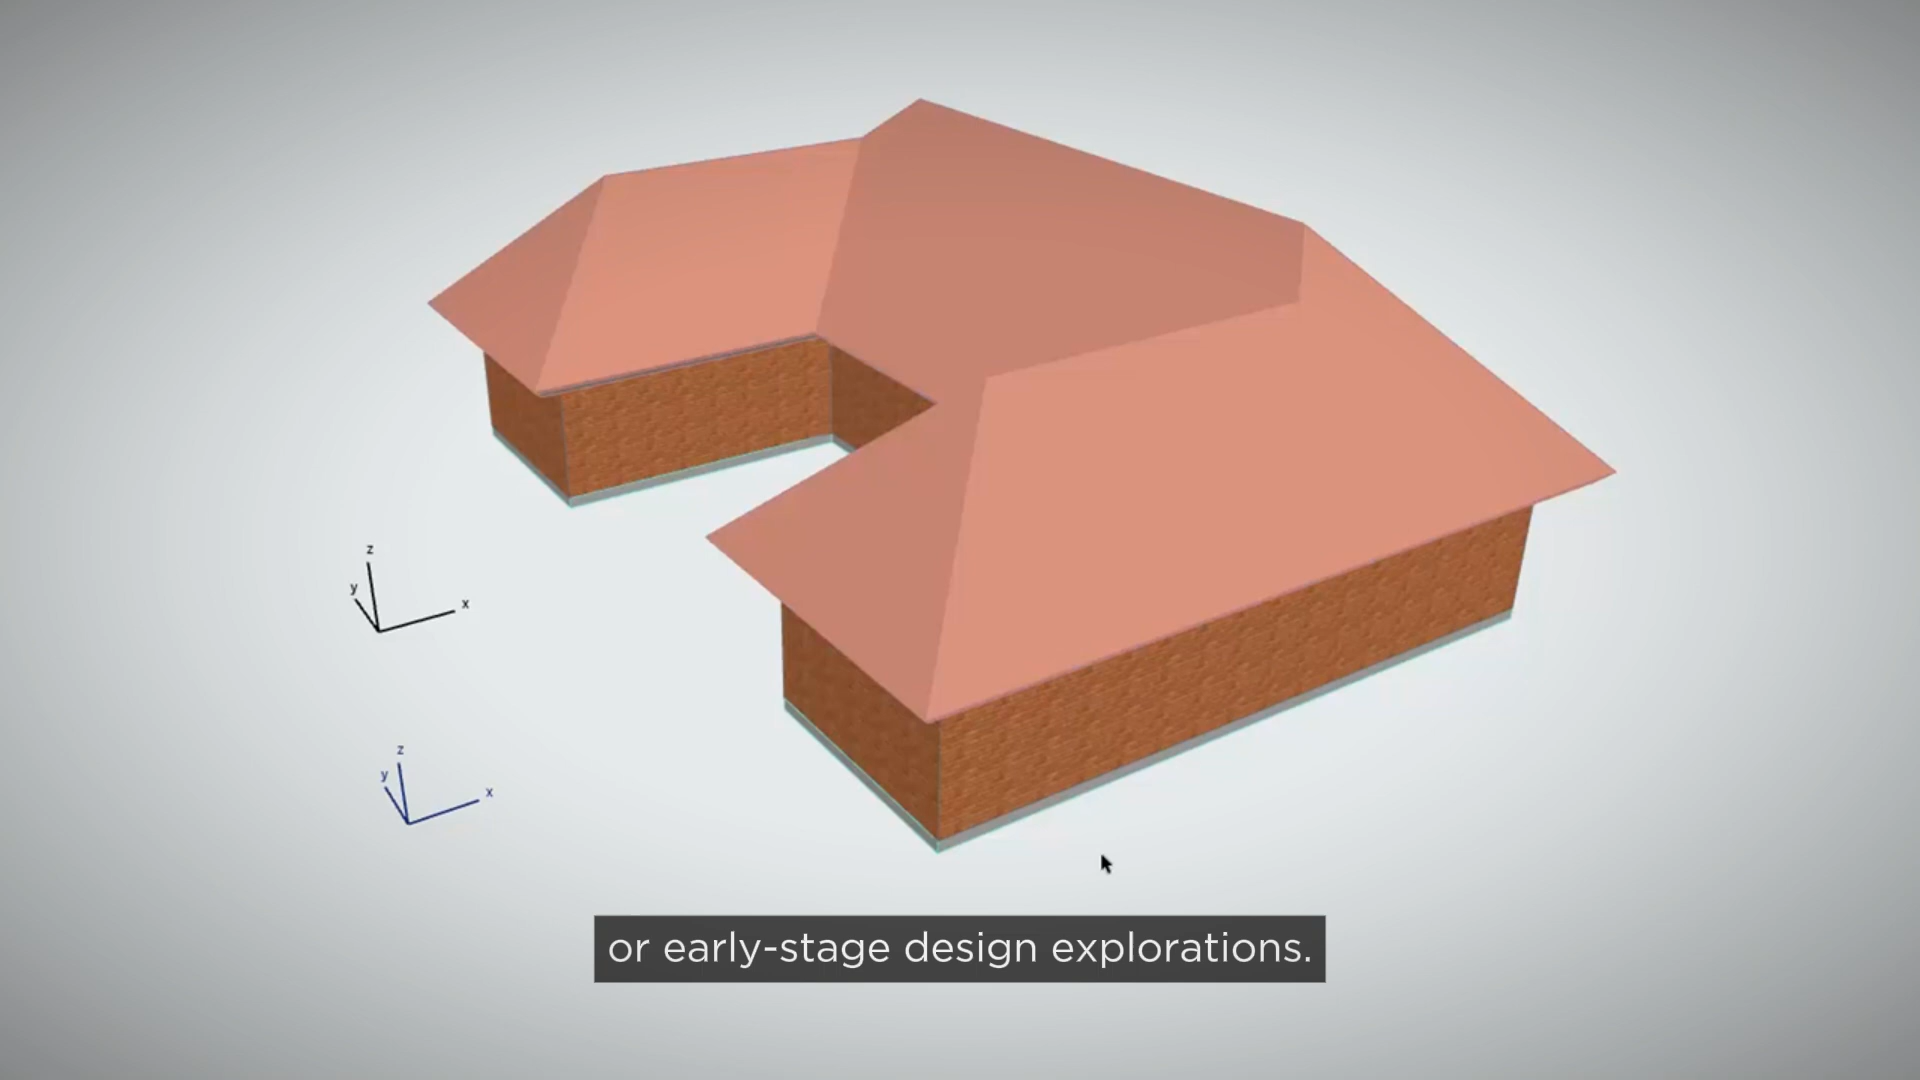 z
y
x
z
y
x
or early-stage design explorations.